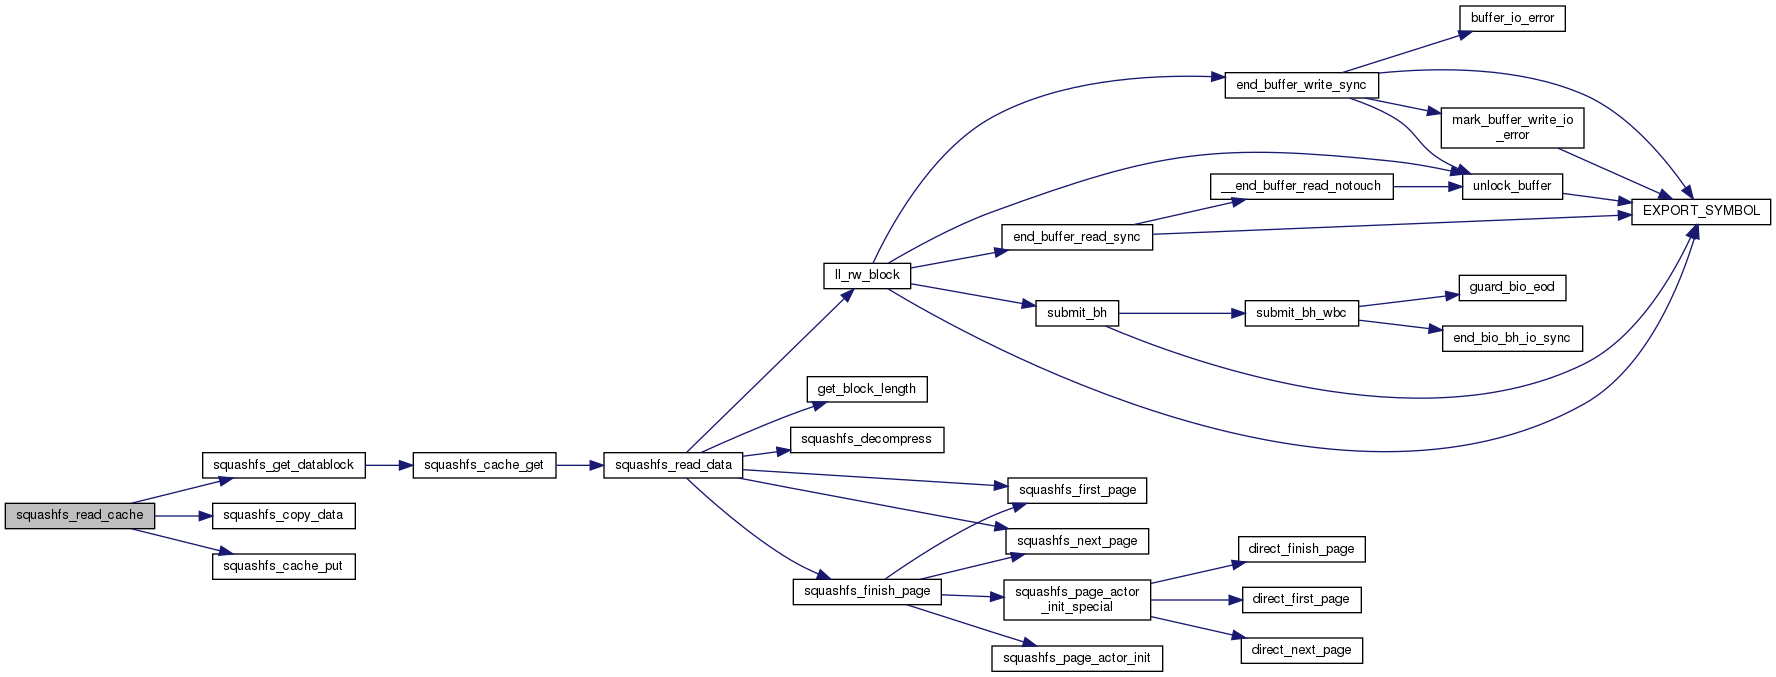 buffer_io_error
end_buffer_write_sync
mark_buffer_write_io
_error
__end_buffer_read_notouch
unlock_buffer
EXPORT_SYMBOL
end_buffer_read_sync
ll_rw_block
guard_bio_eod
submit_bh
submit_bh_wbc
end_bio_bh_io_sync
get_block_length
squashfs_decompress
squashfs_get_datablock
squashfs_cache_get
squashfs_read_data
squashfs_first_page
squashfs_read_cache
squashfs_copy_data
squashfs_next_page
direct_finish_page
squashfs_cache_put
squashfs_finish_page
squashfs_page_actor
_init_special
direct_first_page
direct_next_page
squashfs_page_actor_init